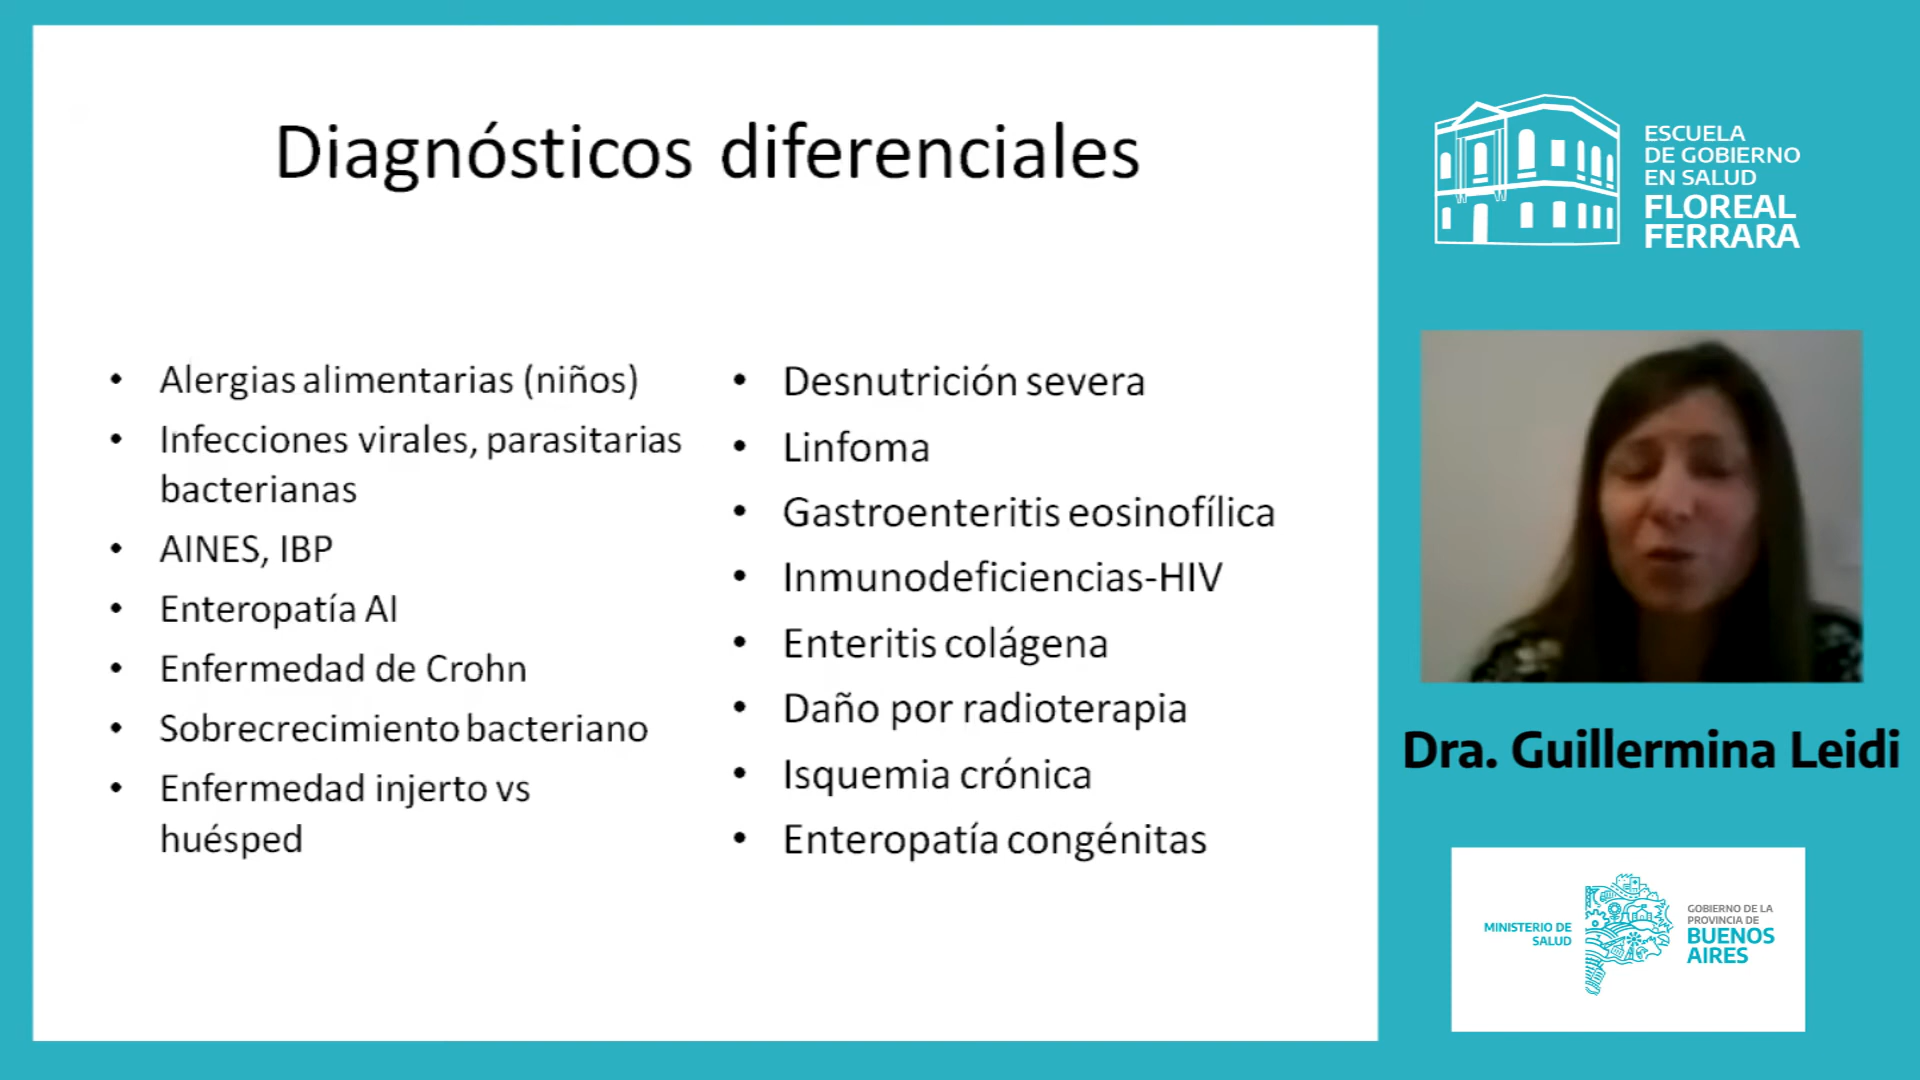 Diagnósticos diferenciales
• Alergias alimentarias (niños)
• Infecciones virales, parasitarias
bacterianas
• AINES, IBP
• Enteropatía AI
• Enfermedad de Crohn
• Sobrecrecimiento bacteriano
• Enfermedad injerto vs
huésped
• Desnutrición severa
• Linfoma
• Gastroenteritis eosinofílica
• Inmunodeficiencias-HIV
• Enteritis colágena
• Daño por radioterapia
• Isquemia crónica
• Enteropatía congénitas
ESCUELA
DE GOBIERNO
EN SALUD
FLOREAL
FERRARA
Dra. Guillermina Leidi
MINISTERIO DE
SALUD
GOBIERNO DE LA
PROVINCIA DE
BUENOS
AIRES